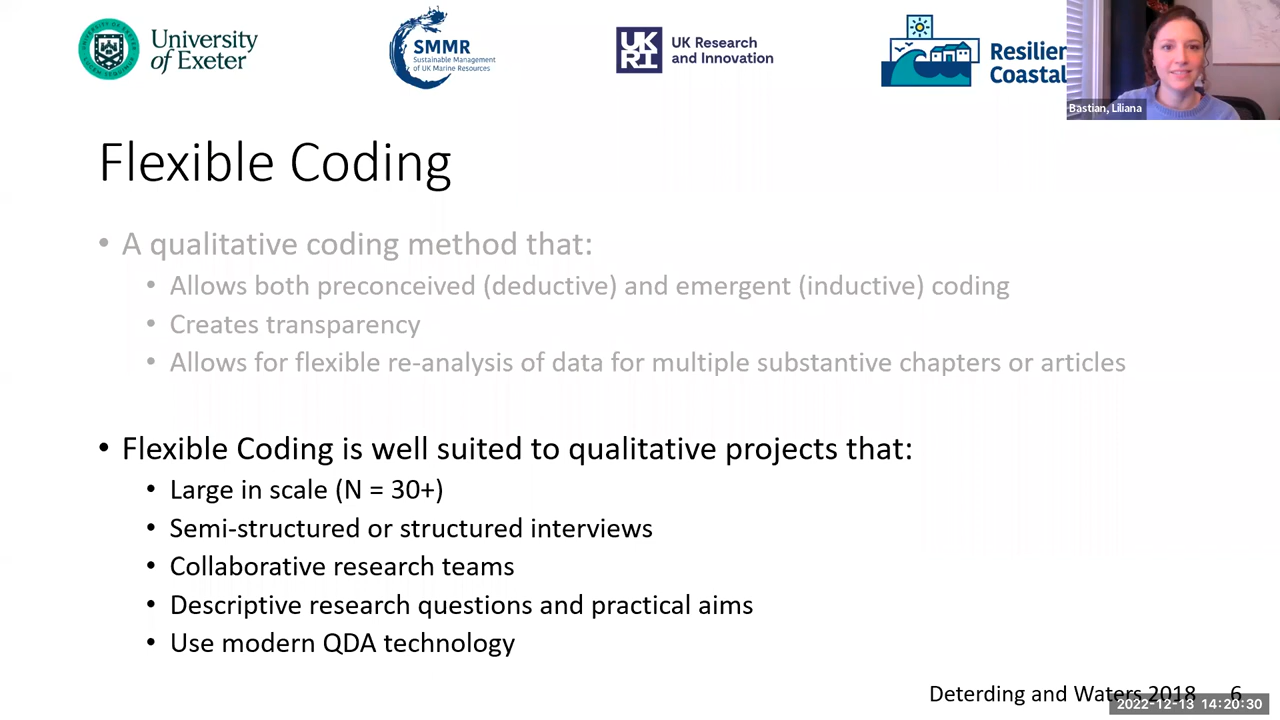 University
of Exeter
SMMR
Sustainable Management
of UK Marine Resources
UK
RI
UK Research
and Innovation
Resilien
Coastal
Bastian, Liliana
Flexible Coding
• A qualitative coding method that:
• Allows both preconceived (deductive) and emergent (inductive) coding
• Creates transparency
• Allows for flexible re-analysis of data for multiple substantive chapters or articles
• Flexible Coding is well suited to qualitative projects that:
• Large in scale (N = 30+)
• Semi-structured or structured interviews
• Collaborative research teams
• Descriptive research questions and practical aims
• Use modern QDA technology
Deterding and Waters 2018 6
2022-12-13 14:20:30